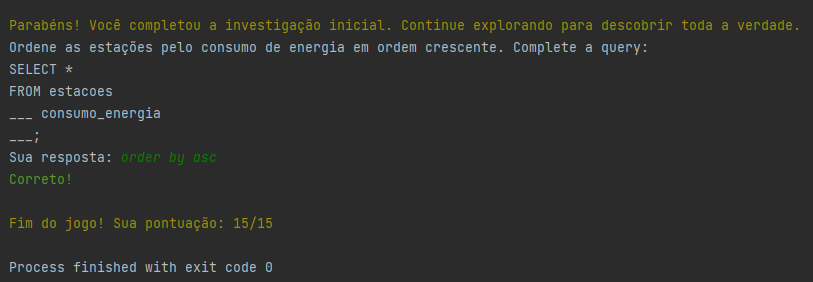 Parabéns! Você completou a investigação inicial. Continue explorando para descobrir toda a verdade.
Ordene as estações pelo consumo de energia em ordem crescente. Complete a query:
SELECT *
FROM estacoes
___ consumo_energia
___;
Sua resposta: order by asc
Correto!
Fim do jogo! Sua pontuação: 15/15
Process finished with exit code 0